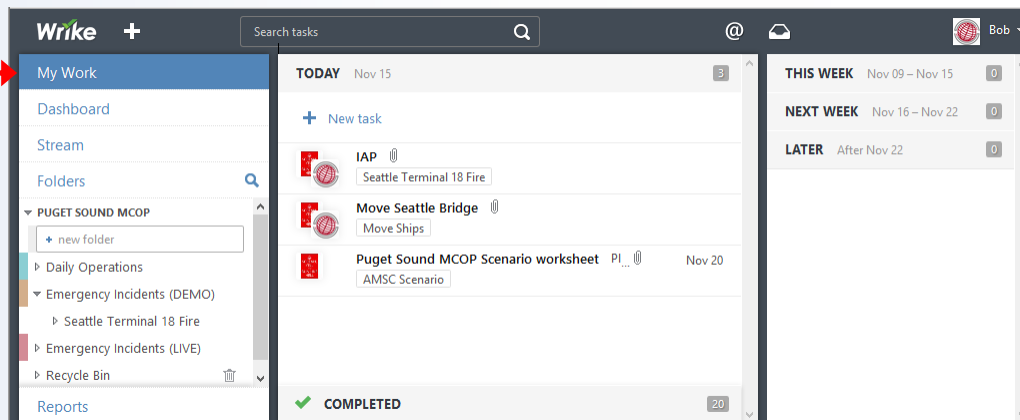 Wrike +
Search tasks
@
Bob
My Work
Dashboard
Stream
Folders
PUGET SOUND MCOP
+ new folder
Daily Operations
Emergency Incidents (DEMO)
Seattle Terminal 18 Fire
Emergency Incidents (LIVE)
Recycle Bin
Reports
TODAY Nov 15 3
+ New task
IAP
Seattle Terminal 18 Fire
Move Seattle Bridge
Move Ships
Puget Sound MCOP Scenario worksheet Pl... Nov 20
AMSC Scenario
COMPLETED 20
THIS WEEK Nov 09 – Nov 15 0
NEXT WEEK Nov 16 – Nov 22 0
LATER After Nov 22 0